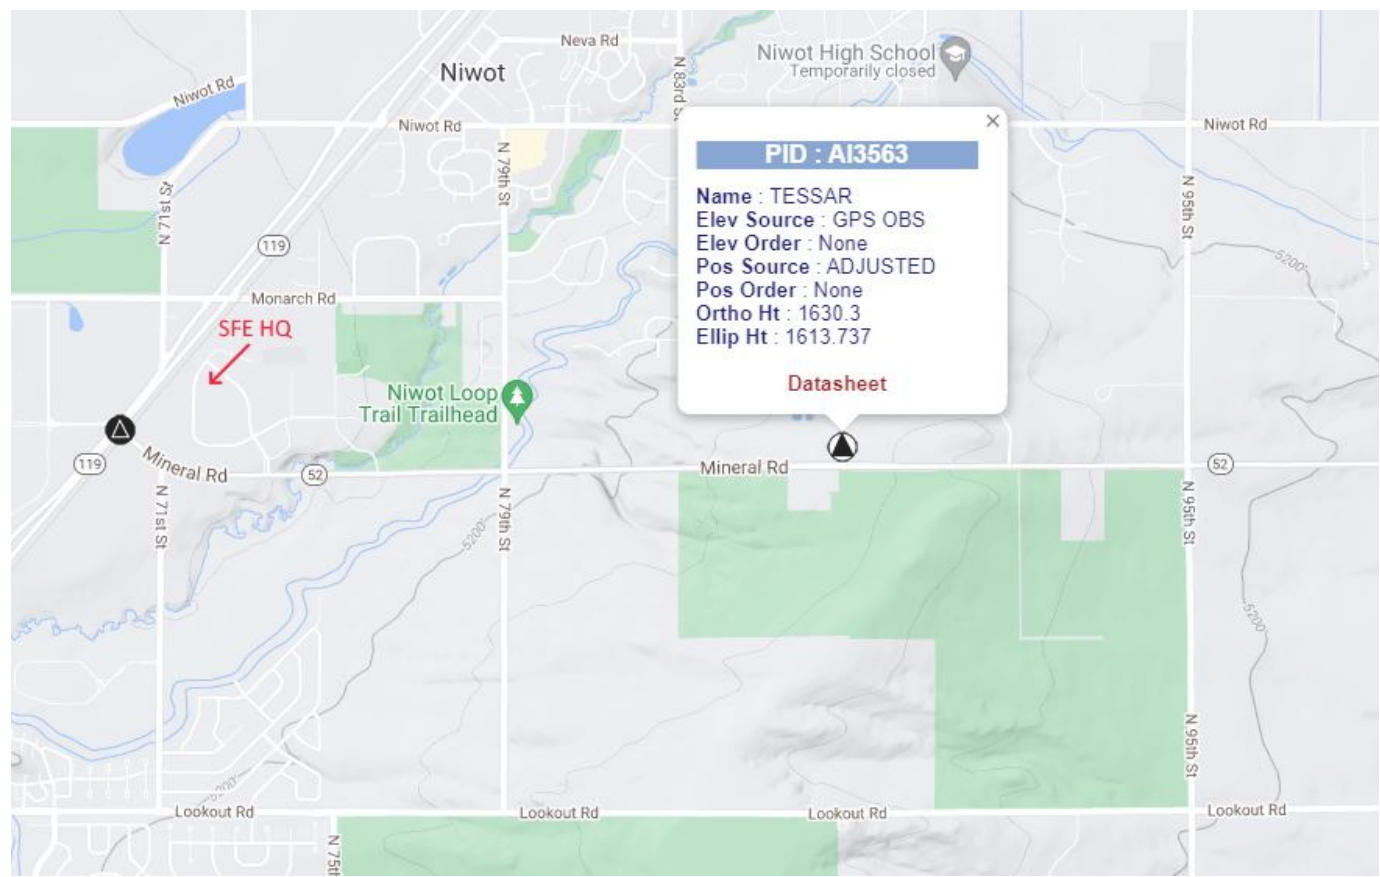 Neva Rd
Niwot High School
Temporarily closed
Niwot
N 83rd S
Niwot Rd
Niwot Rd
Niwot Rd
×
PID : AI3563
Name : TESSAR
Elev Source : GPS OBS
Elev Order : None
Pos Source : ADJUSTED
Pos Order : None
Ortho Ht : 1630.3
Ellip Ht : 1613.737
Datasheet
N 79th St
N 71st St
N 95th St
119
5200'
Monarch Rd
SFE HQ
Niwot Loop
Trail Trailhead
119
Mineral Rd
52
Mineral Rd
52
N 71st St
N 79th St
5200'
N 95th St
5200'
N 95th St
5200'
Lookout Rd
Lookout Rd
Lookout Rd
Lookout Rd
N 75th